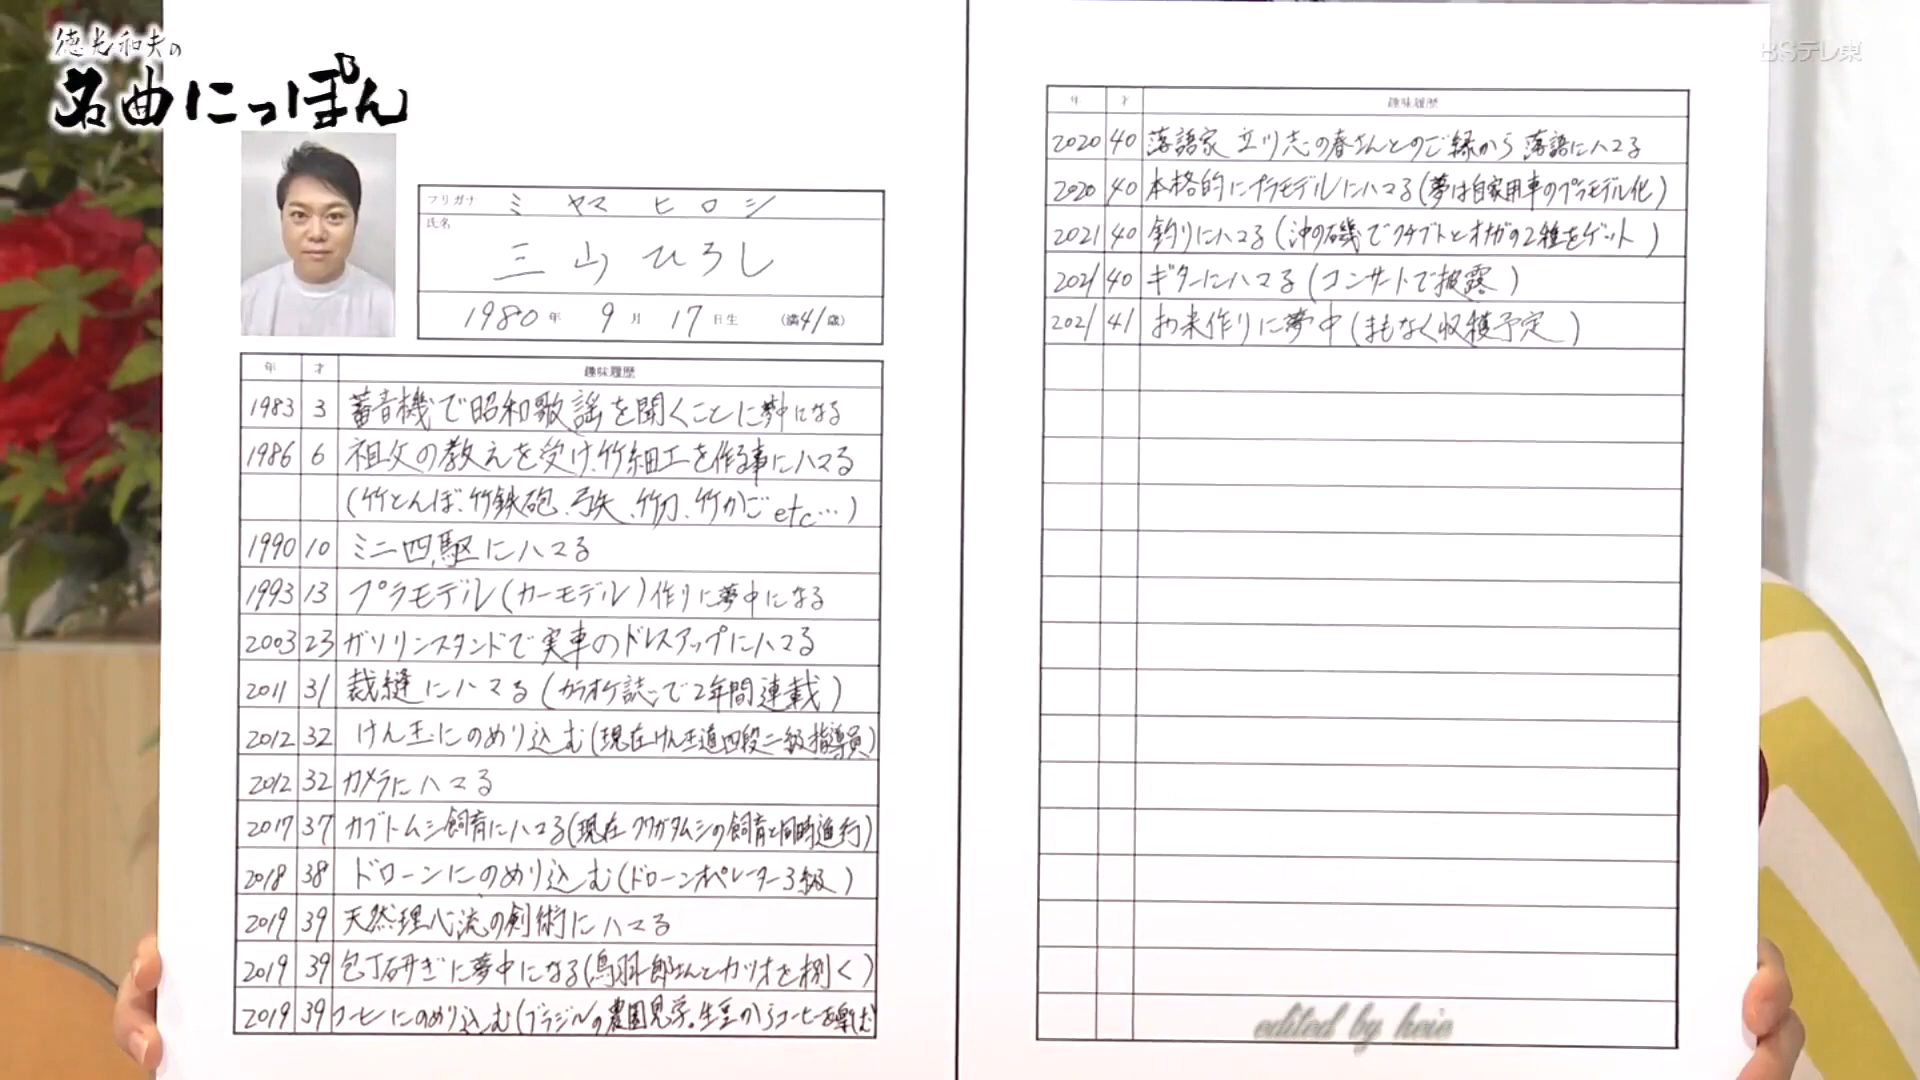 徳光和夫の
名曲にっぽん
BSテレ東
フリガナ ミヤマ ヒロシ
氏名
三山ひろし
1980年 9月 17日生 (満41歳)
年 才 趣味履歴
1983 3 蓄音機で昭和歌謡を聞くことに夢中になる
1986 6 祖父の教えを受け、竹細工を作る事にハマる
(竹とんぼ、竹鉄砲、弓矢、竹刀、竹かご etc…)
1990 10 ミニ四駆にハマる
1993 13 プラモデル(カーモデル)作りに夢中になる
2003 23 ガソリンスタンドで実車のドレスアップにハマる
2011 31 裁縫にハマる(カラオケ誌で2年間連載)
2012 32 けん玉にのめり込む(現在けん玉道四段二級指導員)
2012 32 カメラにハマる
2017 37 カブトムシ飼育にハマる(現在クワガタムシの飼育と同時進行)
2018 38 ドローンにのめり込む(ドローンオペレーター3級)
2019 39 天然理心流の剣術にハマる
2019 39 包丁研ぎに夢中になる(鳥羽一郎さんとカツオを捌く)
2019 39 コーヒーにのめり込む(ブラジルの農園見学。生豆からコーヒーを楽しむ
年 才 趣味履歴
2020 40 落語家 立川志の春さんとのご縁から落語にハマる
2020 40 本格的にプラモデルにハマる(夢は自家用車のプラモデル化)
2021 40 釣りにハマる(沖の磯でクチブトとオナガの2種をゲット)
2021 40 ギターにハマる(コンサートで披露)
2021 41 お米作りに夢中(まもなく収穫予定)
edited by heie